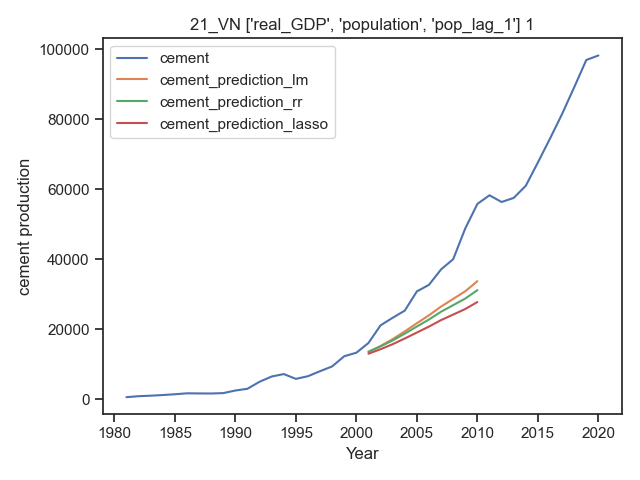 21_VN ['real_GDP', 'population', 'pop_lag_1'] 1
cement
cement_prediction_lm
cement_prediction_rr
cement_prediction_lasso
100000
80000
60000
40000
20000
0
cement production
1980 1985 1990 1995 2000 2005 2010 2015 2020
Year